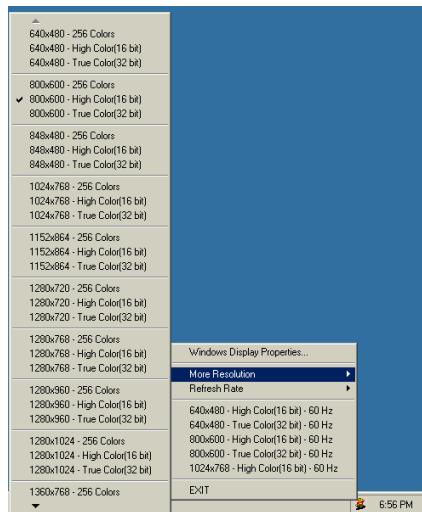 640x480 - 256 Colors
640x480 - High Color(16 bit)
640x480 - True Color(32 bit)
800x600 - 256 Colors
800x600 - High Color(16 bit)
800x600 - True Color(32 bit)
848x480 - 256 Colors
848x480 - High Color(16 bit)
848x480 - True Color(32 bit)
1024x768 - 256 Colors
1024x768 - High Color(16 bit)
1024x768 - True Color(32 bit)
1152x864 - 256 Colors
1152x864 - High Color(16 bit)
1152x864 - True Color(32 bit)
1280x720 - 256 Colors
1280x720 - High Color(16 bit)
1280x720 - True Color(32 bit)
1280x768 - 256 Colors
1280x768 - High Color(16 bit)
1280x768 - True Color(32 bit)
1280x960 - 256 Colors
1280x960 - High Color(16 bit)
1280x960 - True Color(32 bit)
1280x1024 - 256 Colors
1280x1024 - High Color(16 bit)
1280x1024 - True Color(32 bit)
1360x768 - 256 Colors
Windows Display Properties...
More Resolution
Refresh Rate
640x480 - High Color(16 bit) - 60 Hz
640x480 - True Color(32 bit) - 60 Hz
800x600 - High Color(16 bit) - 60 Hz
800x600 - True Color(32 bit) - 60 Hz
1024x768 - High Color(16 bit) - 60 Hz
EXIT
6:56 PM